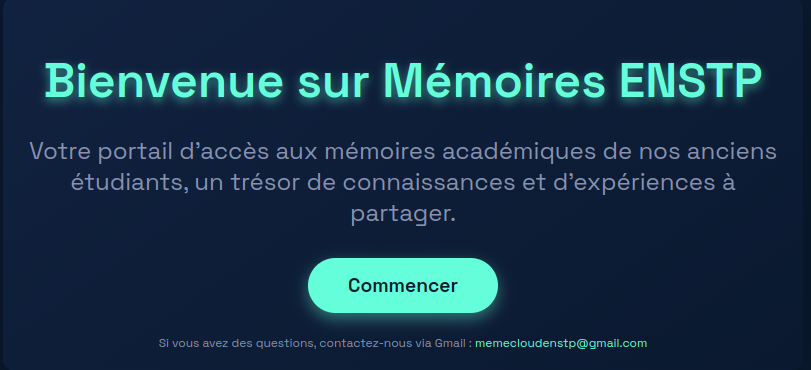 Bienvenue sur Mémoires ENSTP
Votre portail d’accès aux mémoires académiques de nos anciens
étudiants, un trésor de connaissances et d’expériences à
partager.
Commencer
Si vous avez des questions, contactez-nous via Gmail : memecloudenstp@gmail.com